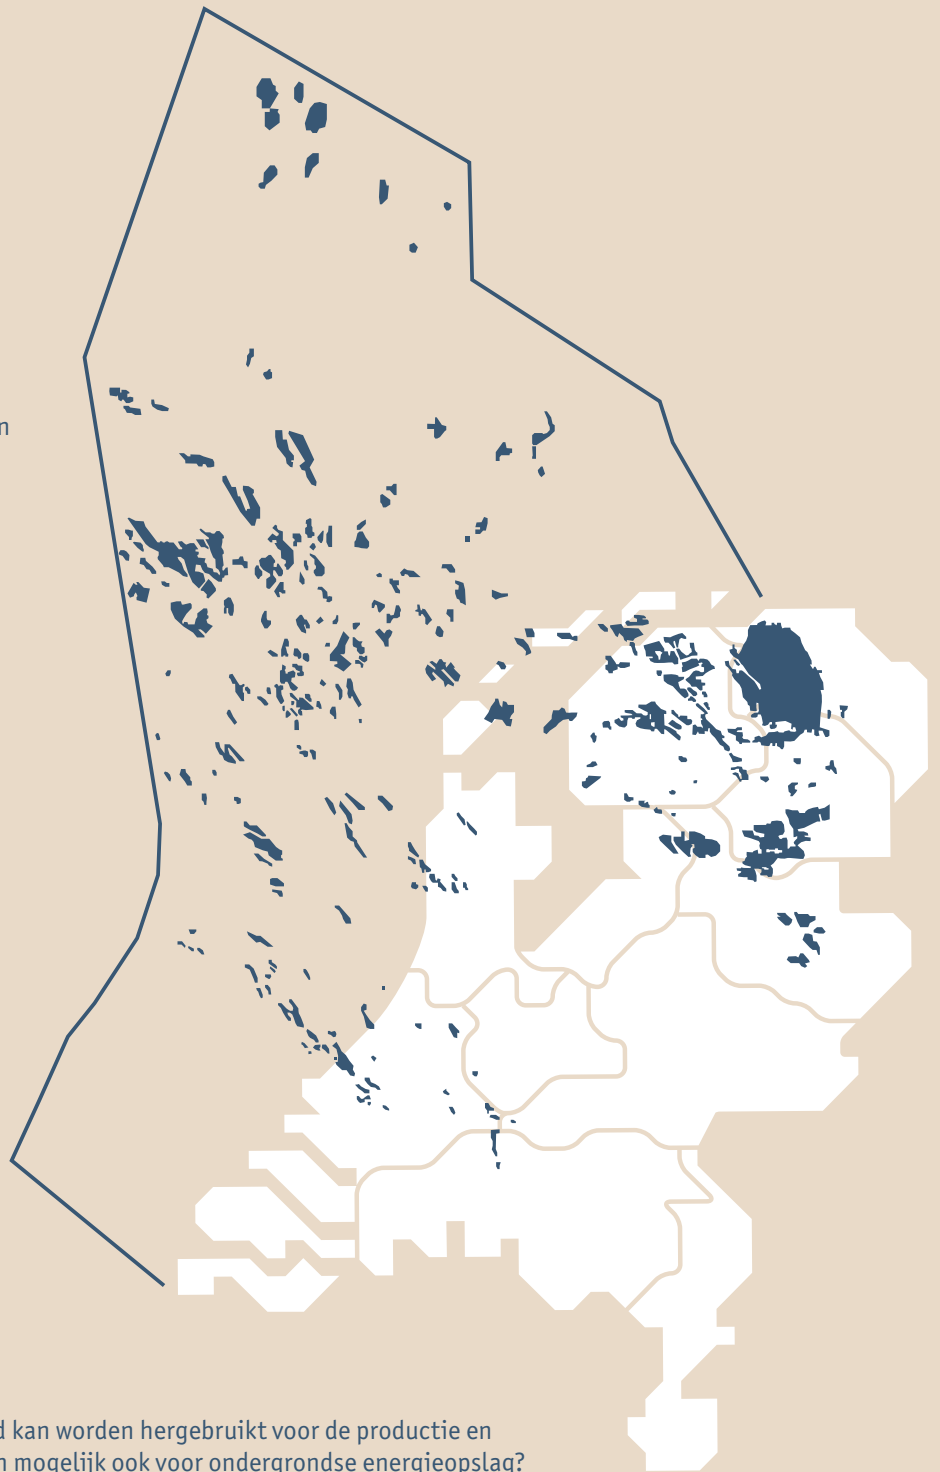 n
d kan worden hergebruikt voor de productie en
n mogelijk ook voor ondergrondse energieopslag?